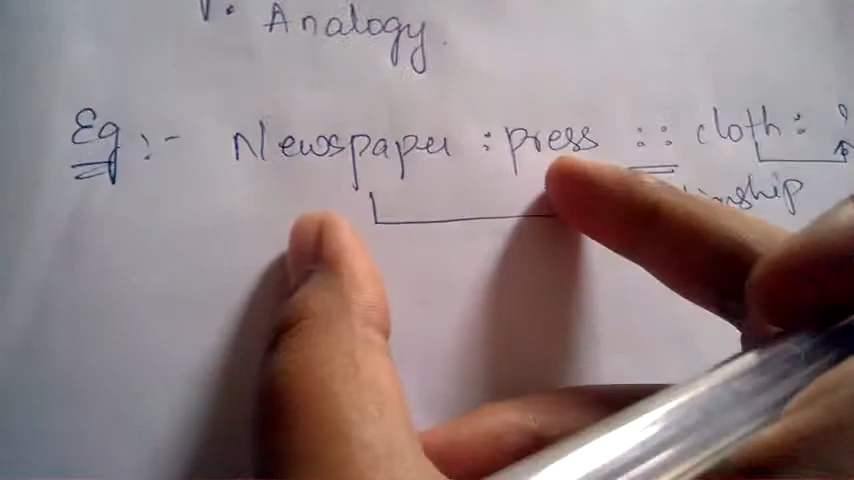 V. Analogy.
Eg :- Newspaper : press :: cloth : ?